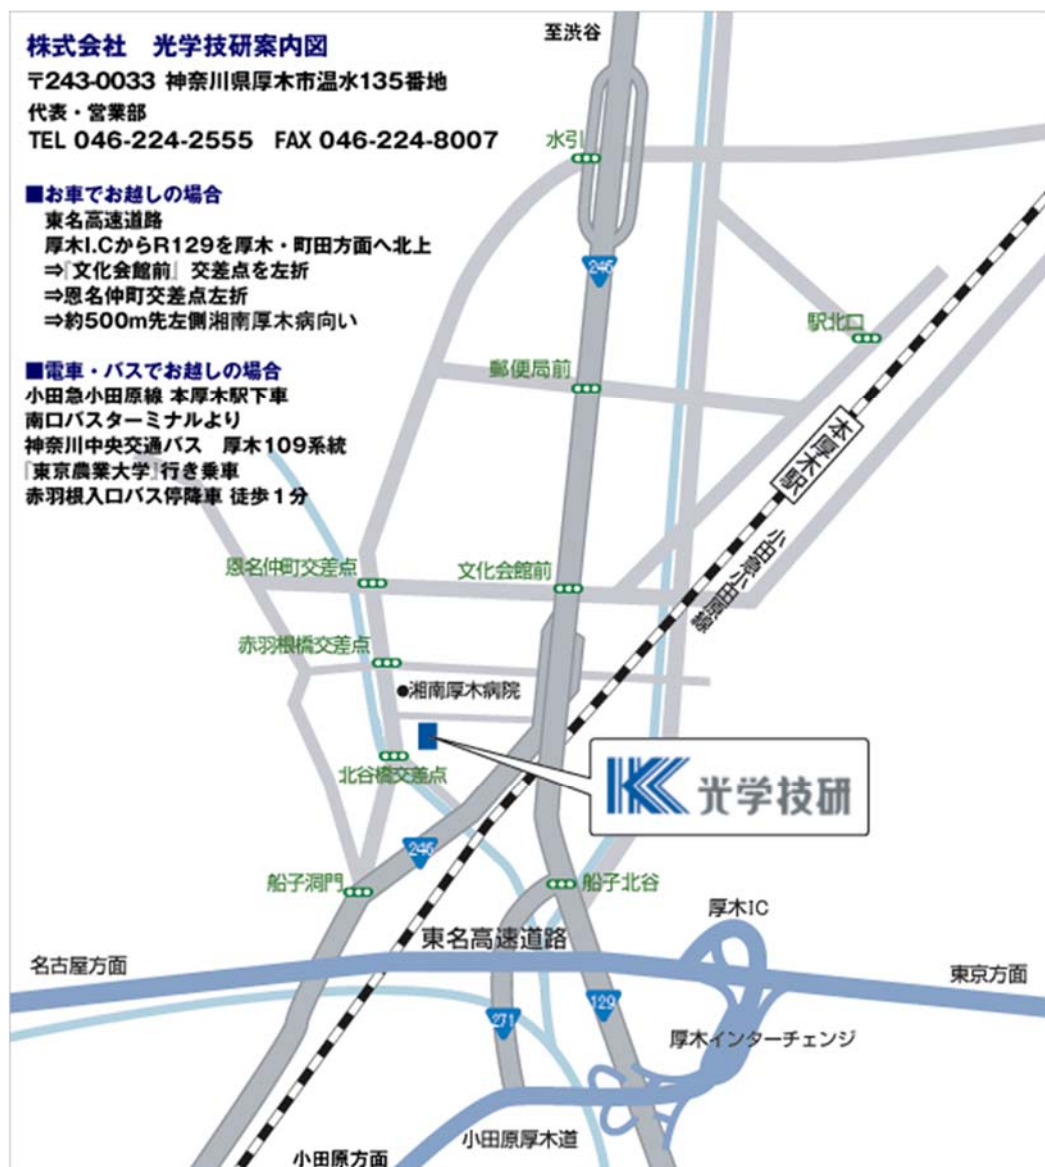 株式会社　光学技研案内図
〒243-0033 神奈川県厚木市温水135番地
代表・営業部
TEL 046-224-2555　FAX 046-224-8007
■お車でお越しの場合
東名高速道路
厚木I.CからR129を厚木・町田方面へ北上
⇒『文化会館前』交差点を左折
⇒恩名仲町交差点左折
⇒約500m先左側湘南厚木病向い
■電車・バスでお越しの場合
小田急小田原線 本厚木駅下車
南口バスターミナルより
神奈川中央交通バス　厚木109系統
『東京農業大学』行き乗車
赤羽根入口バス停降車 徒歩1分
至渋谷
水引
246
駅北口
郵便局前
本厚木駅
小田急小田原線
恩名仲町交差点
文化会館前
赤羽根橋交差点
●湘南厚木病院
北谷橋交差点
光学技研
246
船子洞門
船子北谷
厚木IC
東名高速道路
名古屋方面
東京方面
271
129
厚木インターチェンジ
小田原厚木道
小田原方面